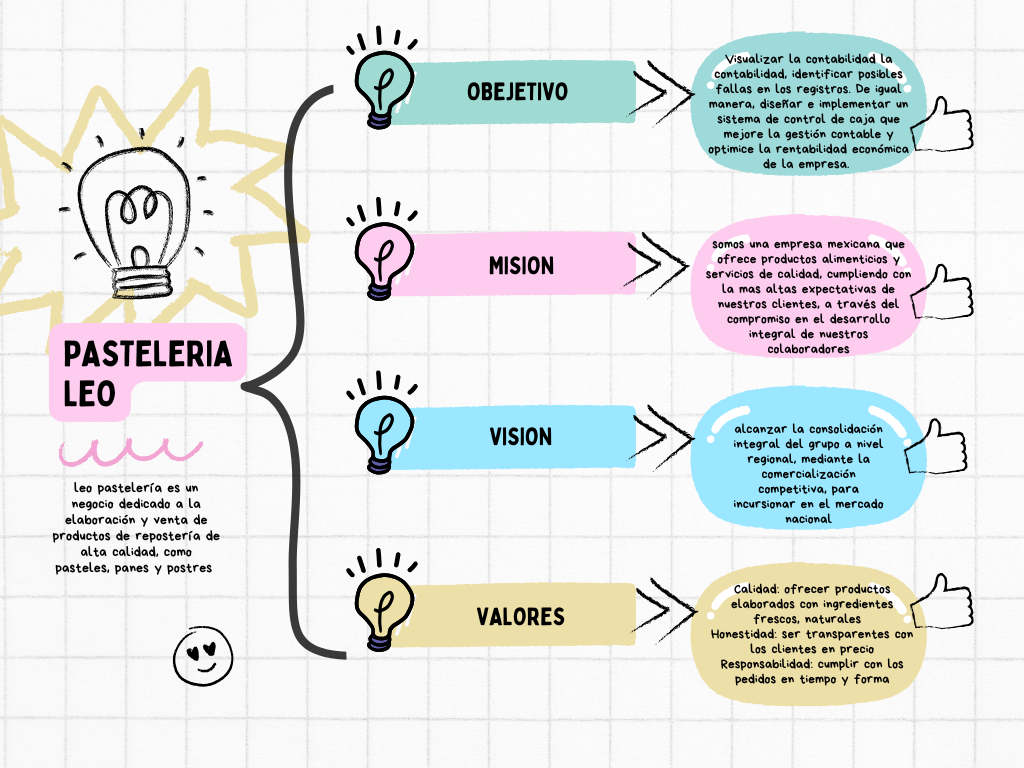 PASTELERIA
LEO
leo pastelería es un
negocio dedicado a la
elaboración y venta de
productos de repostería de
alta calidad, como
pasteles, panes y postres
OBEJETIVO
Visualizar la contabilidad la
contabilidad, identificar posibles
fallas en los registros. De igual
manera, diseñar e implementar un
sistema de control de caja que
mejore la gestión contable y
optimice la rentabilidad económica
de la empresa.
MISION
somos una empresa mexicana que
ofrece productos alimenticios y
servicios de calidad, cumpliendo con
la mas altas expectativas de
nuestros clientes, a través del
compromiso en el desarrollo
integral de nuestros
colaboradores
VISION
alcanzar la consolidación
integral del grupo a nivel
regional, mediante la
comercialización
competitiva, para
incursionar en el mercado
nacional
VALORES
Calidad: ofrecer productos
elaborados con ingredientes
frescos, naturales
Honestidad: ser transparentes con
los clientes en precio
Responsabilidad: cumplir con los
pedidos en tiempo y forma